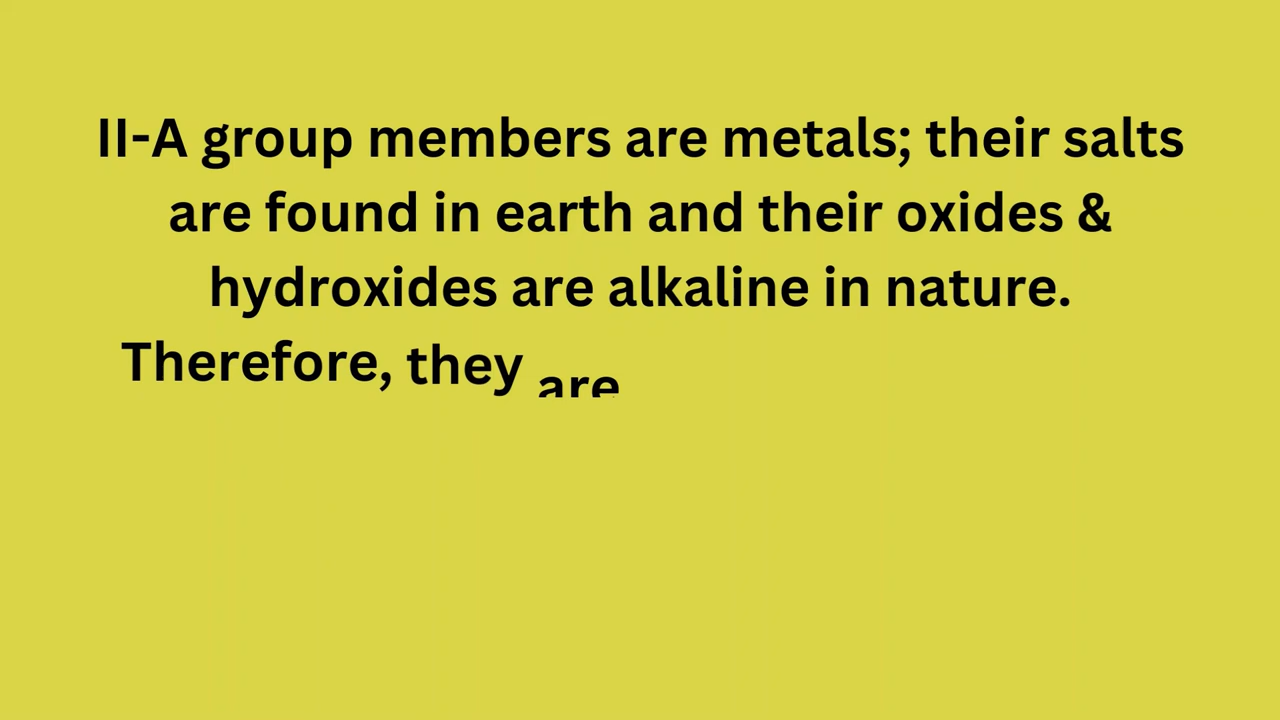 II-A group members are metals; their salts
are found in earth and their oxides &
hydroxides are alkaline in nature.
Therefore, they are